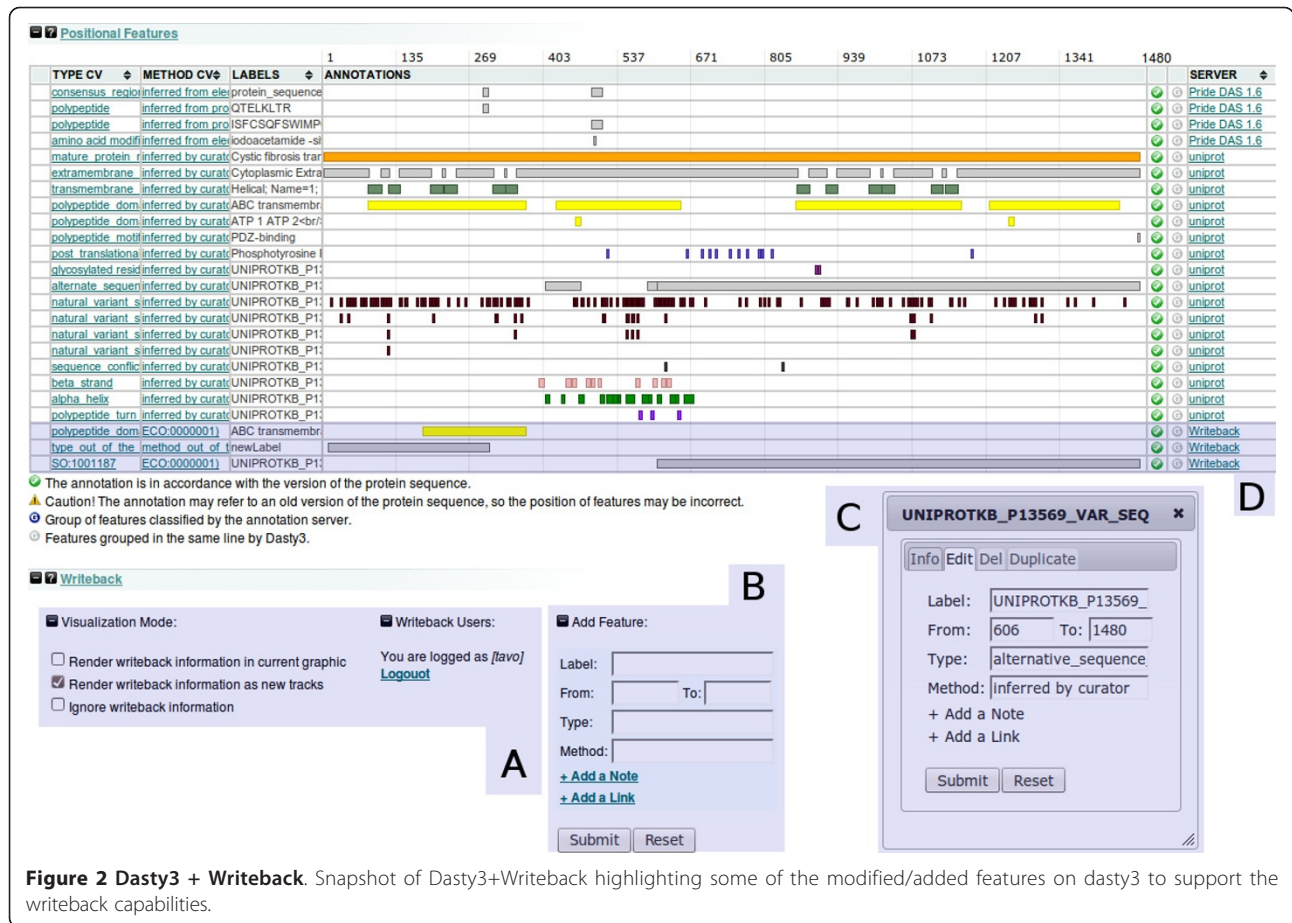 Positional Features
1 135 269 403 537 671 805 939 1073 1207 1341 1480
TYPE CV METHOD CV LABELS ANNOTATIONS SERVER
consensus_regio inferred from ele protein_sequence Pride DAS 1.6
polypeptide inferred from pro QTELKLTR Pride DAS 1.6
polypeptide inferred from pro ISFCSQFSWIMP Pride DAS 1.6
amino acid modifi inferred from ele iodoacetamide -si Pride DAS 1.6
mature_protein_r inferred by curato Cystic fibrosis tran uniprot
extramembrane_ inferred by curato Cytoplasmic Extra uniprot
transmembrane_ inferred by curato Helical; Name=1; uniprot
polypeptide_dom inferred by curato ABC transmembr uniprot
polypeptide_dom inferred by curato ATP 1 ATP 2<br/> uniprot
polypeptide_motif inferred by curato PDZ-binding uniprot
post_translationa inferred by curato Phosphotyrosine uniprot
glycosylated resid inferred by curato UNIPROTKB_P13 uniprot
alternate_sequen inferred by curato UNIPROTKB_P13 uniprot
natural_variant_s inferred by curato UNIPROTKB_P13 uniprot
natural_variant_s inferred by curato UNIPROTKB_P13 uniprot
natural_variant_s inferred by curato UNIPROTKB_P13 uniprot
natural_variant_s inferred by curato UNIPROTKB_P13 uniprot
sequence_conflic inferred by curato UNIPROTKB_P13 uniprot
beta_strand inferred by curato UNIPROTKB_P13 uniprot
alpha_helix inferred by curato UNIPROTKB_P13 uniprot
polypeptide_turn_ inferred by curato UNIPROTKB_P13 uniprot
polypeptide_dom ECO:0000001) ABC transmembr Writeback
type_out_of_the_ method_out_of_t newLabel Writeback
SO:1001187 ECO:0000001) UNIPROTKB_P13 Writeback
The annotation is in accordance with the version of the protein sequence.
Caution! The annotation may refer to an old version of the protein sequence, so the position of features may be incorrect.
Group of features classified by the annotation server.
Features grouped in the same line by Dasty3.
D
Writeback
Visualization Mode:
Render writeback information in current graphic
Render writeback information as new tracks
Ignore writeback information
Writeback Users:
You are logged as [tavo]
Logouot
A
B
Add Feature:
Label:
From: To:
Type:
Method:
+ Add a Note
+ Add a Link
Submit Reset
C
UNIPROTKB_P13569_VAR_SEQ ×
Info Edit Del Duplicate
Label: UNIPROTKB_P13569_
From: 606 To: 1480
Type: alternative_sequence_
Method: inferred by curator
+ Add a Note
+ Add a Link
Submit Reset
Figure 2 Dasty3 + Writeback. Snapshot of Dasty3+Writeback highlighting some of the modified/added features on dasty3 to support the
writeback capabilities.